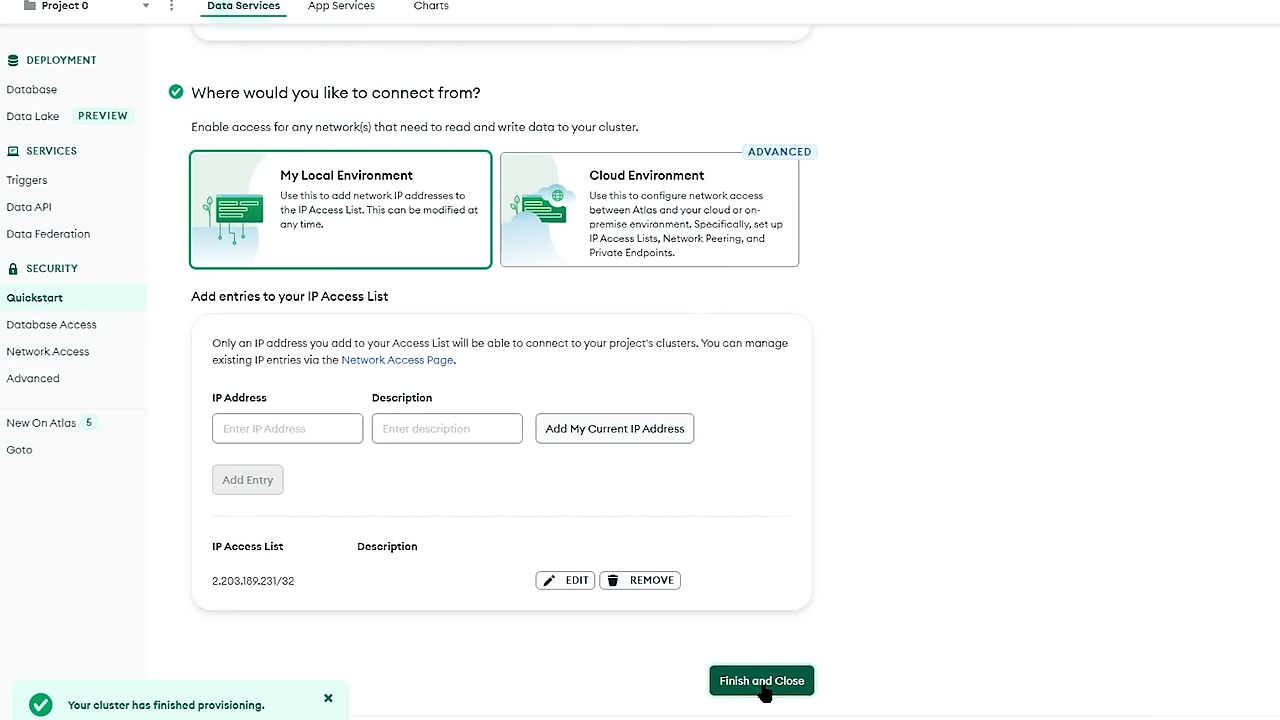 Project 0
Data Services
App Services
Charts
DEPLOYMENT
Database
Data Lake PREVIEW
SERVICES
Triggers
Data API
Data Federation
SECURITY
Quickstart
Database Access
Network Access
Advanced
New On Atlas 5
Goto
Where would you like to connect from?
Enable access for any network(s) that need to read and write data to your cluster.
My Local Environment
Use this to add network IP addresses to
the IP Access List. This can be modified at
any time.
ADVANCED
Cloud Environment
Use this to configure network access
between Atlas and your cloud or on-
premise environment. Specifically, set up
IP Access Lists, Network Peering, and
Private Endpoints.
Add entries to your IP Access List
Only an IP address you add to your Access List will be able to connect to your project's clusters. You can manage
existing IP entries via the Network Access Page.
IP Address
Description
Enter IP Address
Enter description
Add My Current IP Address
Add Entry
IP Access List
Description
2.203.189.231/32
EDIT
REMOVE
Finish and Close
Your cluster has finished provisioning.